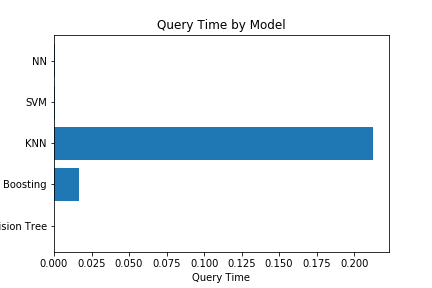 Query Time by Model
NN
SVM
KNN
Boosting
ision Tree
0.000 0.025 0.050 0.075 0.100 0.125 0.150 0.175 0.200
Query Time